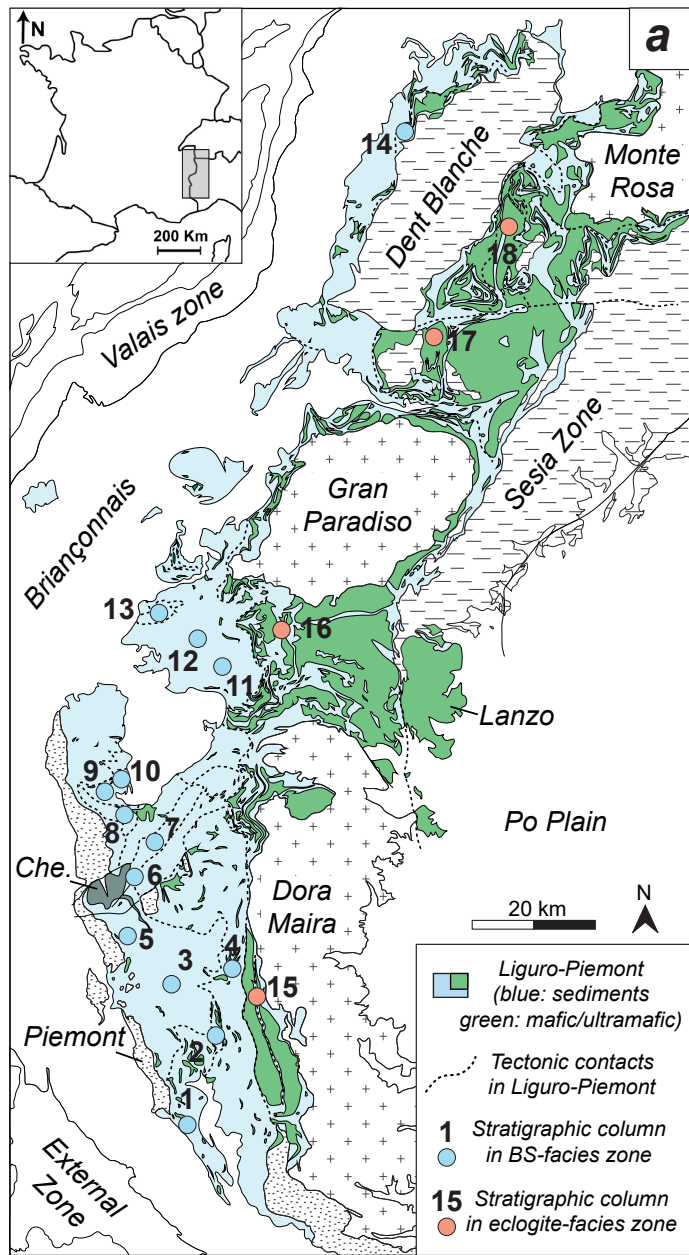 a
N
200 Km
14
Dent Blanche
Monte
Rosa
18
Valais zone
17
Sesia Zone
Gran
Paradiso
Briançonnais
13
16
12
11
Lanzo
9
10
8
7
Po Plain
Che.
6
Dora
Maira
20 km
N
5
3
4
15
Piemont
2
1
External
Zone
Liguro-Piemont
(blue: sediments
green: mafic/ultramafic)
Tectonic contacts
in Liguro-Piemont
1
Stratigraphic column
in BS-facies zone
15
Stratigraphic column
in eclogite-facies zone